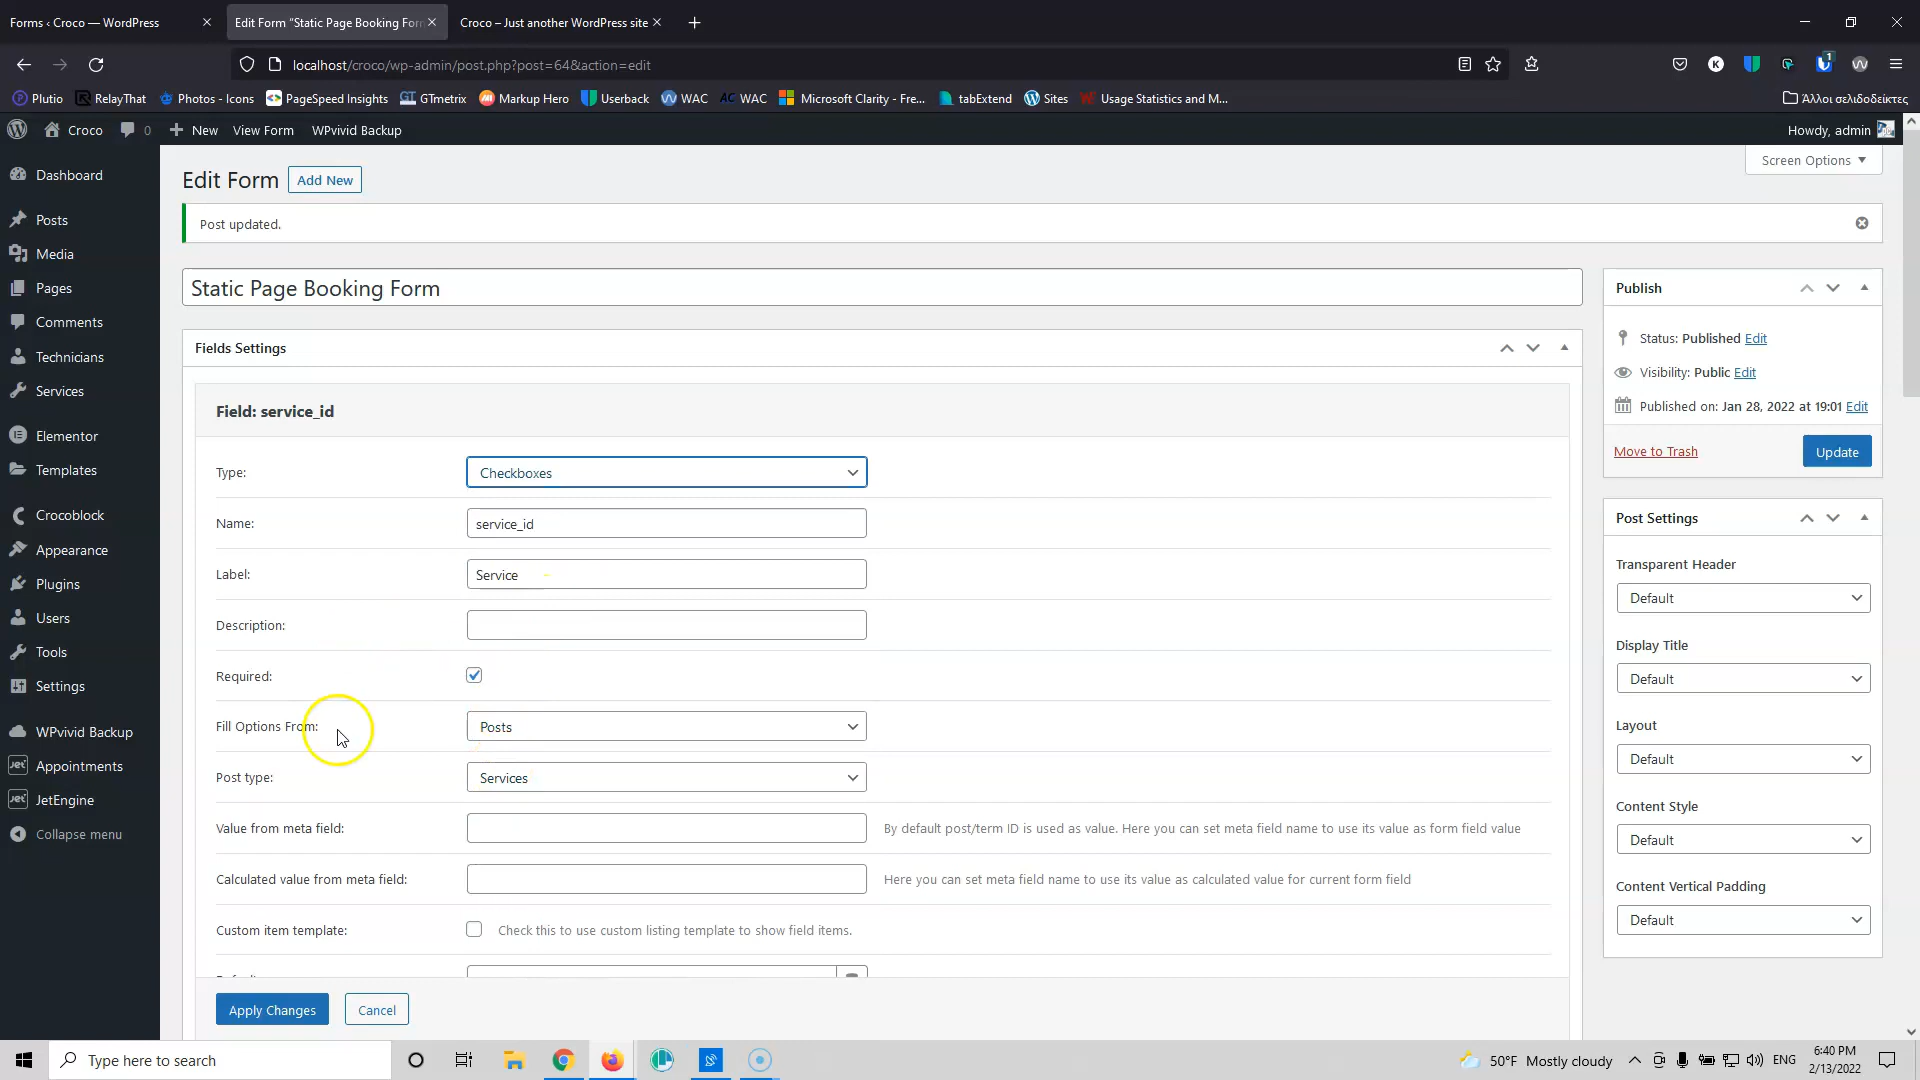 Forms ‹ Croco — WordPress
Edit Form "Static Page Booking For
Croco – Just another WordPress site
localhost/croco/wp-admin/post.php?post=64&action=edit
Plutio
RelayThat
Photos - Icons
PageSpeed Insights
GTmetrix
Markup Hero
Userback
WAC
WAC
Microsoft Clarity - Fre...
tabExtend
Sites
Usage Statistics and M...
Άλλοι σελιδοδείκτες
Croco
0
New
View Form
WPvivid Backup
Howdy, admin
Screen Options
Dashboard
Posts
Media
Pages
Comments
Technicians
Services
Elementor
Templates
Crocoblock
Appearance
Plugins
Users
Tools
Settings
WPvivid Backup
Appointments
JetEngine
Collapse menu
Edit Form
Add New
Post updated.
Static Page Booking Form
Fields Settings
Field: service_id
Type:
Checkboxes
Name:
service_id
Label:
Service
Description:
Required:
Fill Options From:
Posts
Post type:
Services
Value from meta field:
By default post/term ID is used as value. Here you can set meta field name to use its value as form field value
Calculated value from meta field:
Here you can set meta field name to use its value as calculated value for current form field
Custom item template:
Check this to use custom listing template to show field items.
Apply Changes
Cancel
Publish
Status: Published Edit
Visibility: Public Edit
Published on: Jan 28, 2022 at 19:01 Edit
Move to Trash
Update
Post Settings
Transparent Header
Default
Display Title
Default
Layout
Default
Content Style
Default
Content Vertical Padding
Default
Type here to search
50°F Mostly cloudy
ENG
6:40 PM
2/13/2022